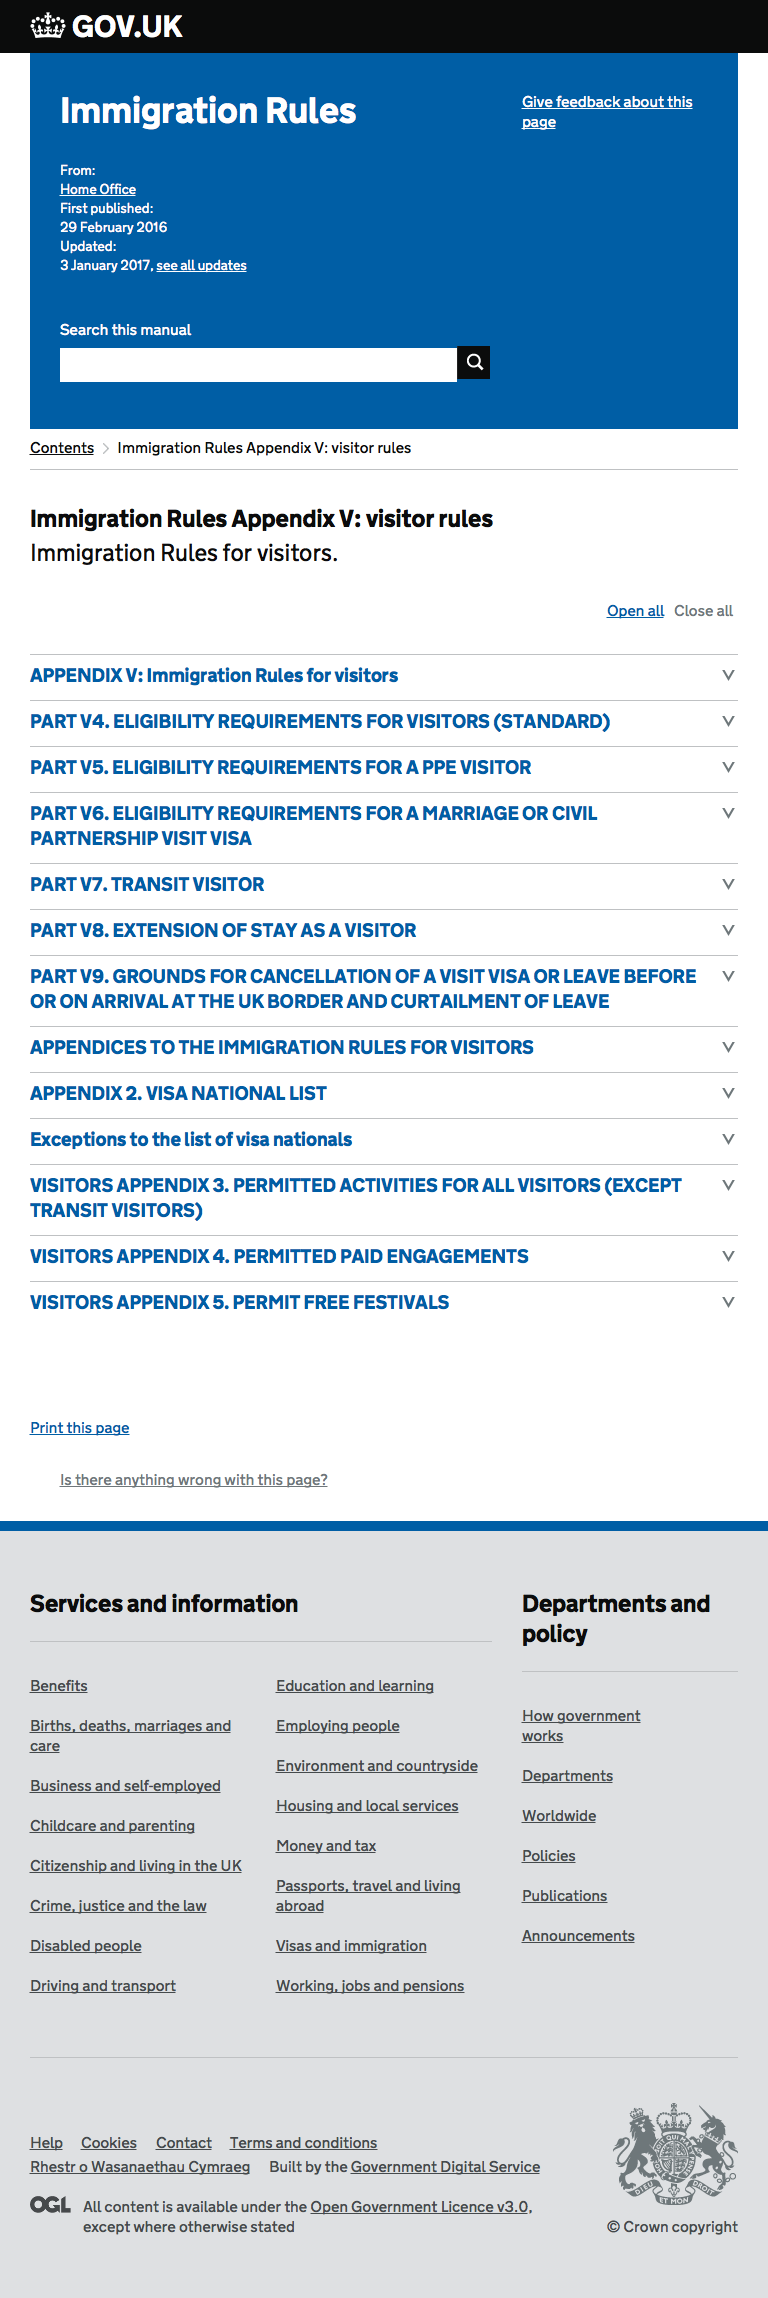 GOV.UK
Immigration Rules
Give feedback about this
page
From:
Home Office
First published:
29 February 2016
Updated:
3 January 2017, see all updates
Search this manual
Contents Immigration Rules Appendix V: visitor rules
Immigration Rules Appendix V: visitor rules
Immigration Rules for visitors.
Open all Close all
APPENDIX V: Immigration Rules for visitors
PART V4. ELIGIBILITY REQUIREMENTS FOR VISITORS (STANDARD)
PART V5. ELIGIBILITY REQUIREMENTS FOR A PPE VISITOR
PART V6. ELIGIBILITY REQUIREMENTS FOR A MARRIAGE OR CIVIL
PARTNERSHIP VISIT VISA
PART V7. TRANSIT VISITOR
PART V8. EXTENSION OF STAY AS A VISITOR
PART V9. GROUNDS FOR CANCELLATION OF A VISIT VISA OR LEAVE BEFORE
OR ON ARRIVAL AT THE UK BORDER AND CURTAILMENT OF LEAVE
APPENDICES TO THE IMMIGRATION RULES FOR VISITORS
APPENDIX 2. VISA NATIONAL LIST
Exceptions to the list of visa nationals
VISITORS APPENDIX 3. PERMITTED ACTIVITIES FOR ALL VISITORS (EXCEPT
TRANSIT VISITORS)
VISITORS APPENDIX 4. PERMITTED PAID ENGAGEMENTS
VISITORS APPENDIX 5. PERMIT FREE FESTIVALS
Print this page
Is there anything wrong with this page?
Services and information
Benefits
Births, deaths, marriages and
care
Business and self-employed
Childcare and parenting
Citizenship and living in the UK
Crime, justice and the law
Disabled people
Driving and transport
Education and learning
Employing people
Environment and countryside
Housing and local services
Money and tax
Passports, travel and living
abroad
Visas and immigration
Working, jobs and pensions
Departments and
policy
How government
works
Departments
Worldwide
Policies
Publications
Announcements
Help Cookies Contact Terms and conditions
Rhestr o Wasanaethau Cymraeg Built by the Government Digital Service
OGL All content is available under the Open Government Licence v3.0,
except where otherwise stated
DIEU ET MON DROIT
© Crown copyright